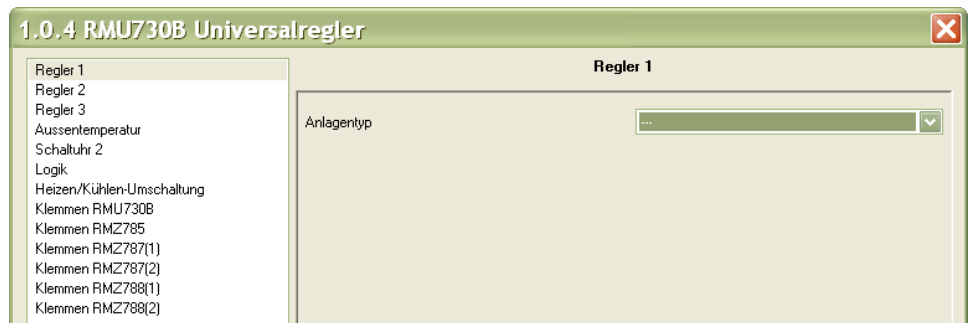 1.0.4 RMU730B Universalregler
Regler 1
Regler 2
Regler 3
Aussentemperatur
Schaltuhr 2
Logik
Heizen/Kühlen-Umschaltung
Klemmen RMU730B
Klemmen RMZ785
Klemmen RMZ787(1)
Klemmen RMZ787(2)
Klemmen RMZ788(1)
Klemmen RMZ788(2)
Regler 1
Anlagentyp
---